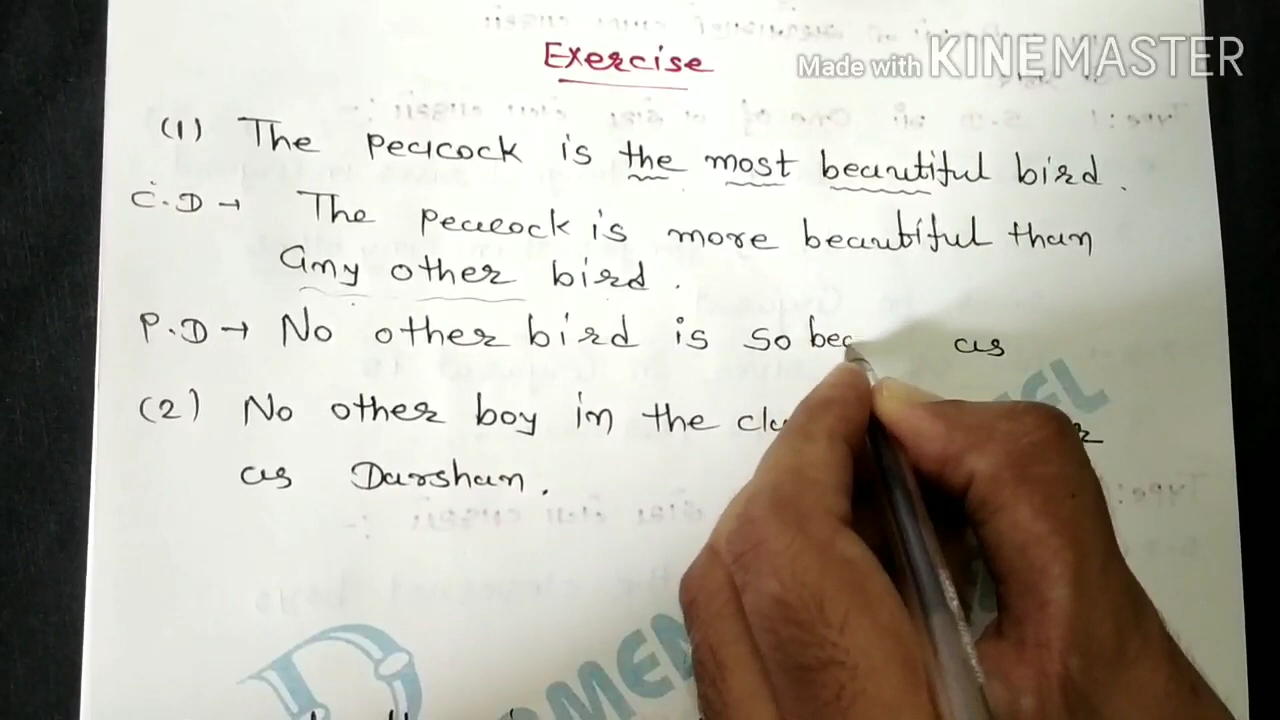 Made with KINEMASTER
Exercise
(1) The peacock is the most beautiful bird.
C.D → The peacock is more beautiful than
any other bird.
P.D → No other bird is so bea as
(2) No other boy in the
as Darshan.